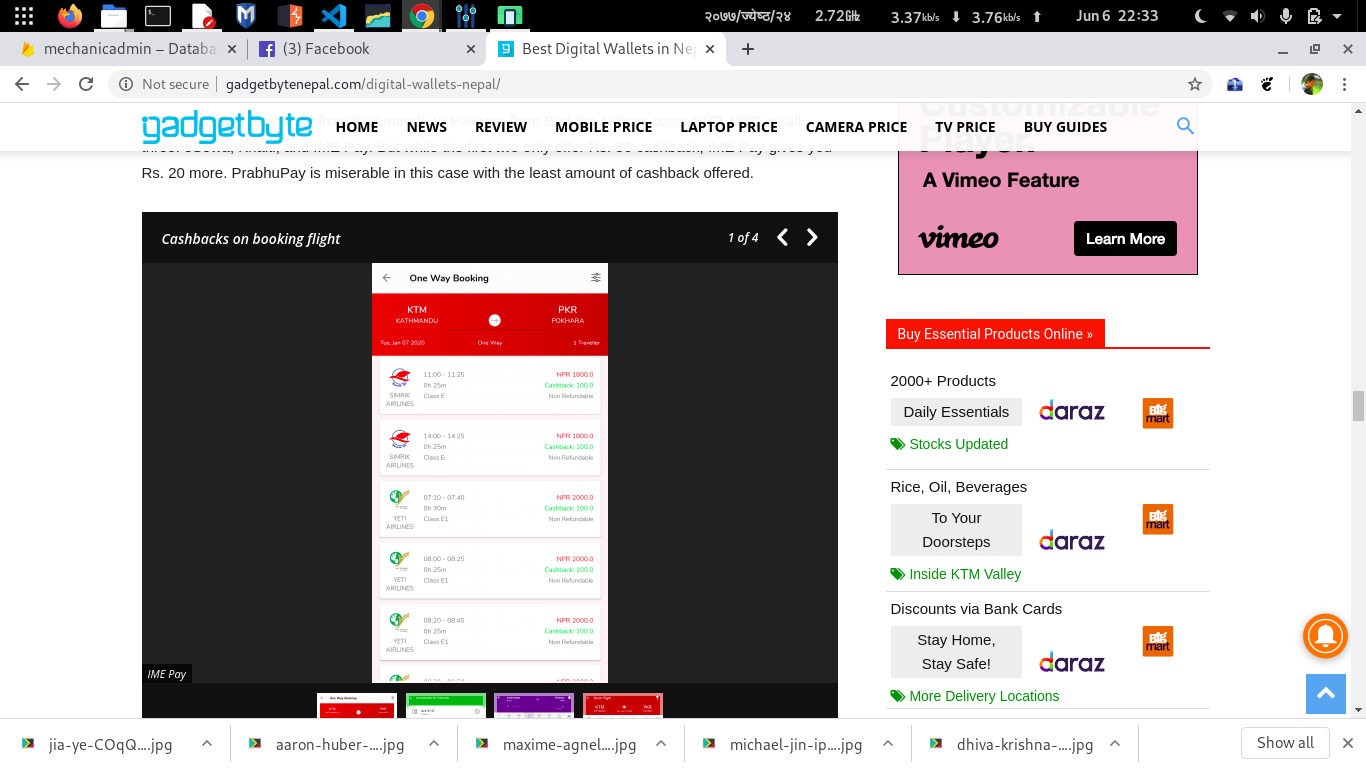 २०७७/ज्येष्ठ/२४
2.72GHz
3.37kb/s ⬇ 3.76kb/s ⬆
Jun 6 22:33
mechanicadmin – Databa
(3) Facebook
Best Digital Wallets in Ne
Not secure
gadgetbytenepal.com/digital-wallets-nepal/
gadgetbyte
HOME
NEWS
REVIEW
MOBILE PRICE
LAPTOP PRICE
CAMERA PRICE
TV PRICE
BUY GUIDES
Rs. 20 more. PrabhuPay is miserable in this case with the least amount of cashback offered.
Cashbacks on booking flight
1 of 4
One Way Booking
KTM
KATHMANDU
PKR
POKHARA
Tue, Jan 07 2020
One Way
1 Traveller
SIMRIK AIRLINES
11:00 - 11:25
0h 25m
Class E
NPR 1800.0
Cashback: 100.0
Non Refundable
SIMRIK AIRLINES
14:00 - 14:25
0h 25m
Class E
NPR 1800.0
Cashback: 100.0
Non Refundable
YETI AIRLINES
07:10 - 07:40
0h 30m
Class E1
NPR 2000.0
Cashback: 100.0
Non Refundable
YETI AIRLINES
08:00 - 08:25
0h 25m
Class E1
NPR 2000.0
Cashback: 100.0
Non Refundable
YETI AIRLINES
08:20 - 08:45
0h 25m
Class E1
NPR 2000.0
Cashback: 100.0
Non Refundable
IME Pay
Customizable
Player
A Vimeo Feature
vimeo
Learn More
Buy Essential Products Online »
2000+ Products
Daily Essentials
daraz
Big mart
Stocks Updated
Rice, Oil, Beverages
To Your
Doorsteps
daraz
Big mart
Inside KTM Valley
Discounts via Bank Cards
Stay Home,
Stay Safe!
daraz
Big mart
More Delivery Locations
jia-ye-COqQ....jpg
aaron-huber-....jpg
maxime-agnel....jpg
michael-jin-ip....jpg
dhiva-krishna-....jpg
Show all